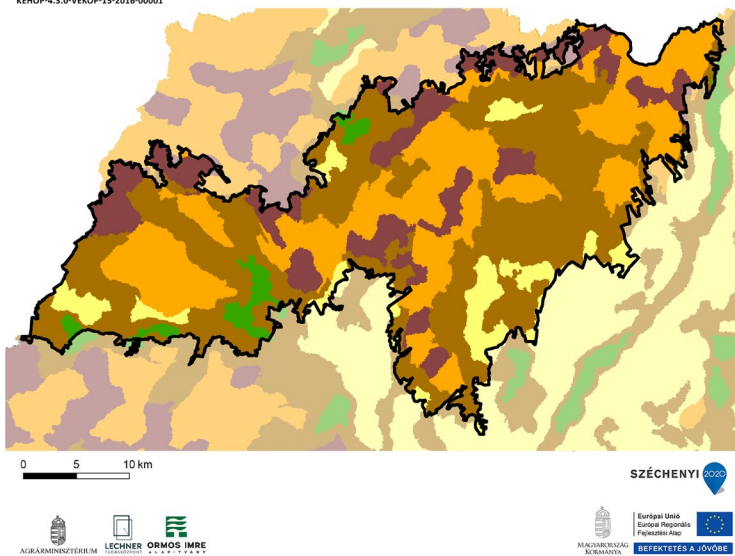 KEHOP-4.3.0-VEKOP-15-2016-00001
0 5 10 km
SZÉCHENYI 2020
AGRÁRMINISZTÉRIUM
LECHNER
TUDÁSKÖZPONT
ORMOS IMRE
ALAPÍTVÁNY
MAGYARORSZÁG
KORMÁNYA
Európai Unió
Európai Regionális
Fejlesztési Alap
BEFEKTETÉS A JÖVŐBE